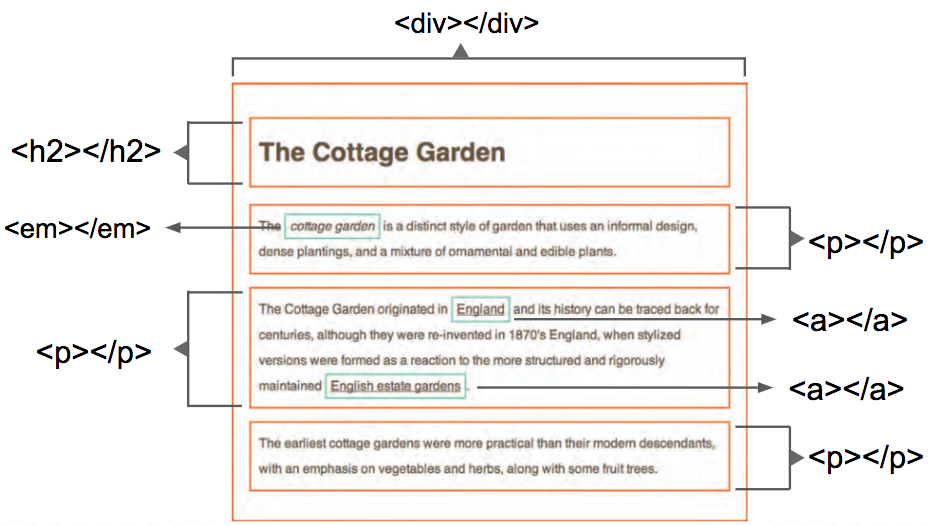 <div></div>
<h2></h2>
The Cottage Garden
<em></em>
The cottage garden is a distinct style of garden that uses an informal design,
dense plantings, and a mixture of ornamental and edible plants.
<p></p>
<p></p>
The Cottage Garden originated in England and its history can be traced back for
centuries, although they were re-invented in 1870's England, when stylized
versions were formed as a reaction to the more structured and rigorously
maintained English estate gardens.
<a></a>
<a></a>
The earliest cottage gardens were more practical than their modern descendants,
with an emphasis on vegetables and herbs, along with some fruit trees.
<p></p>